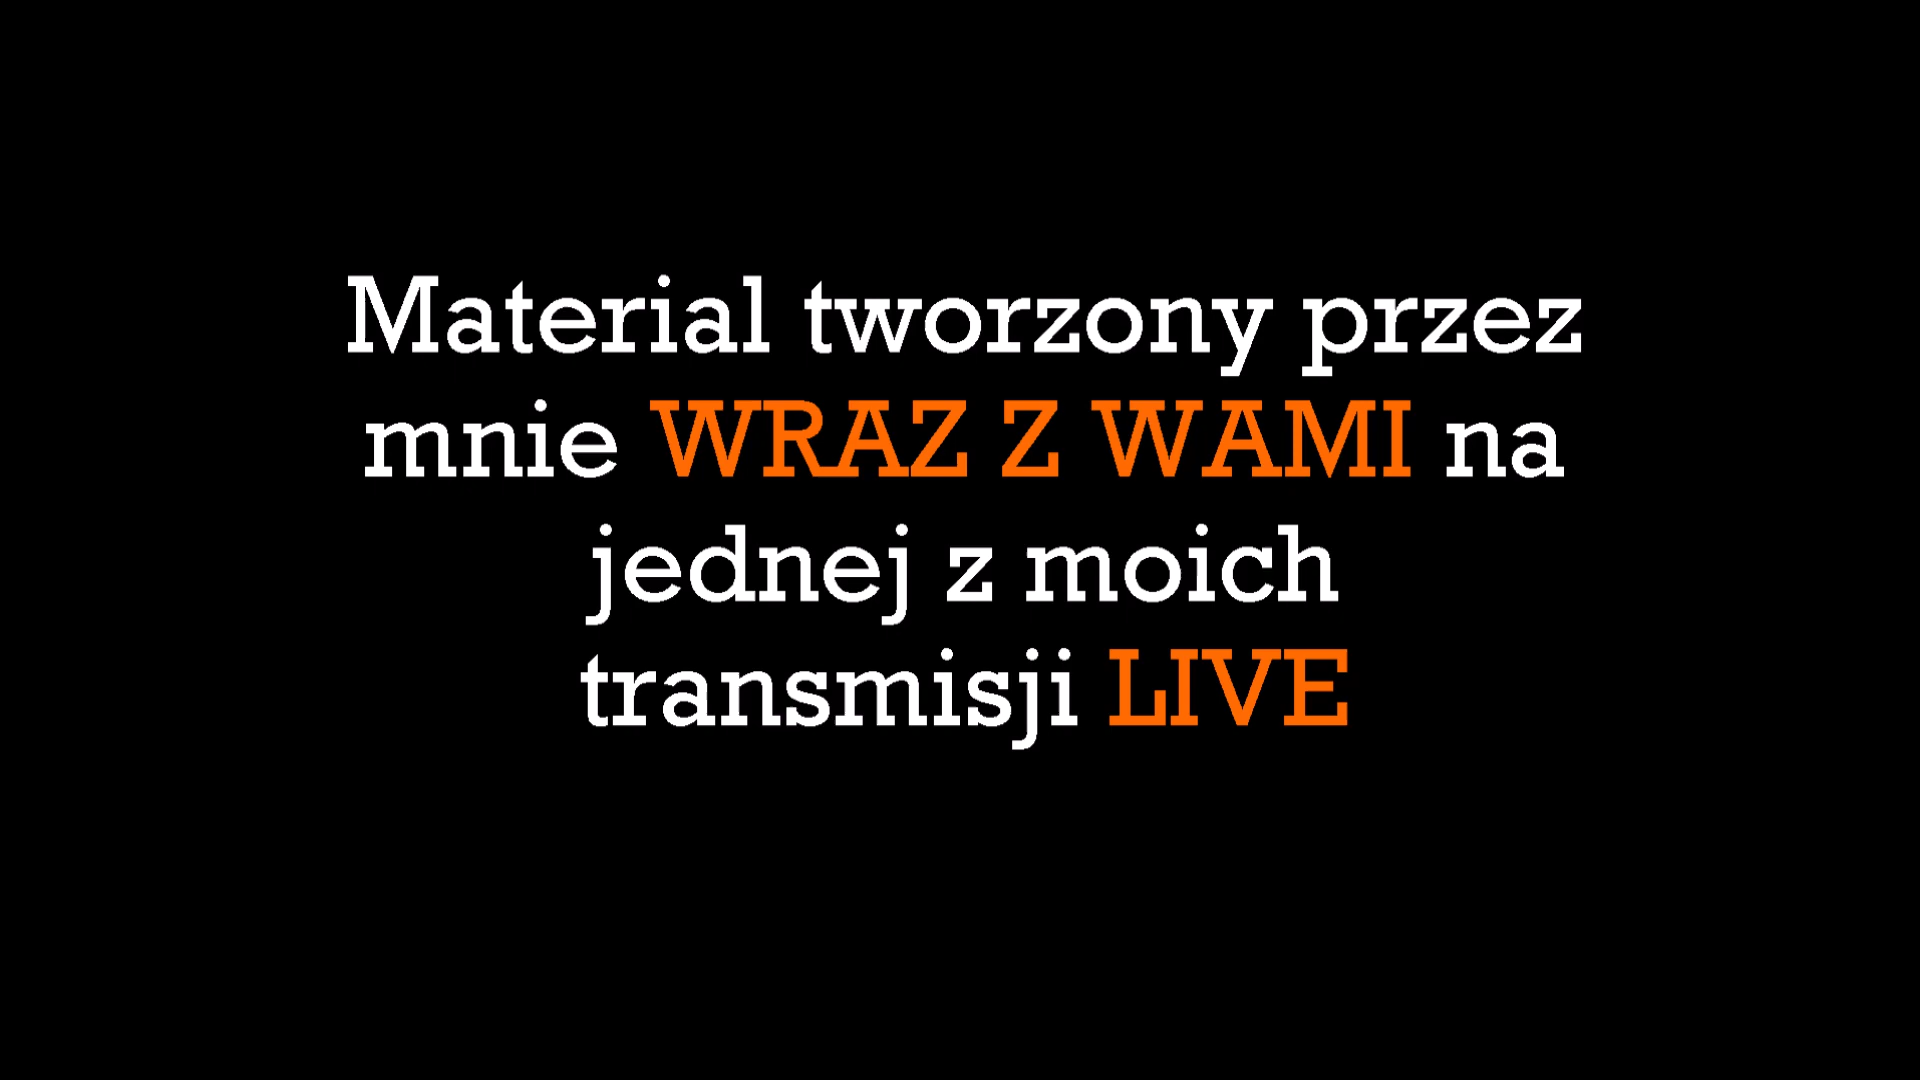 Material tworzony przez
mnie WRAZ Z WAMI na
jednej z moich
transmisji LIVE